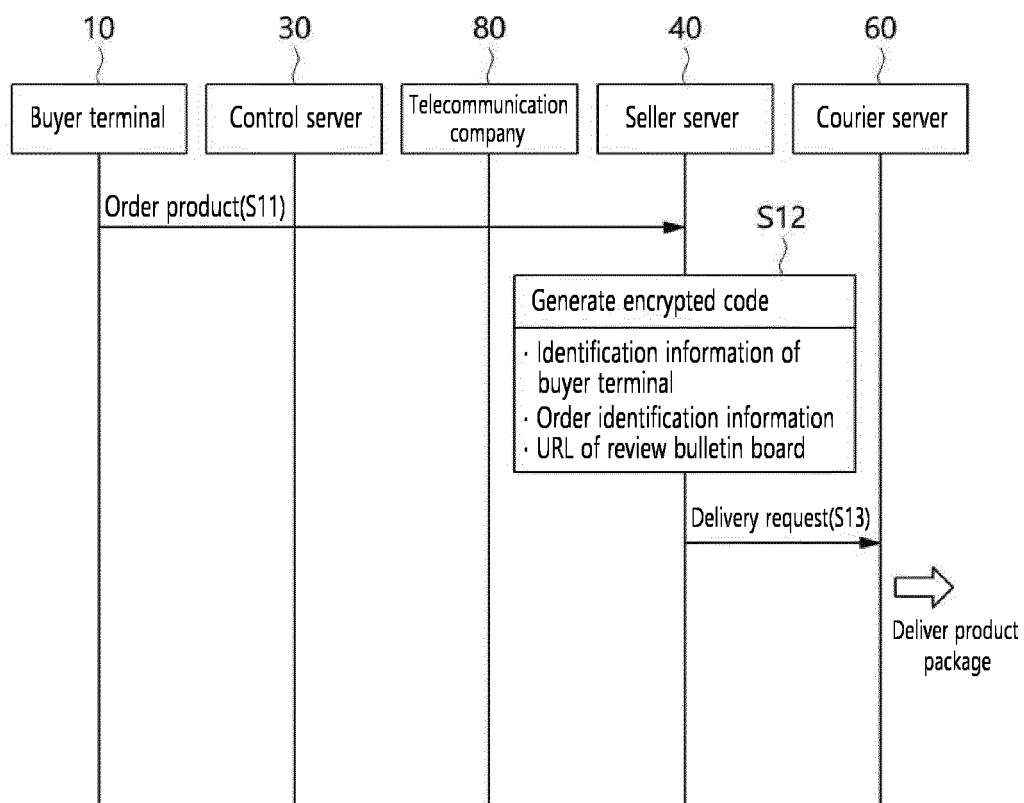 10
30
80
40
60
Buyer terminal
Control server
Telecommunication
company
Seller server
Courier server
Order product(S11)
S12
Generate encrypted code
· Identification information of
buyer terminal
· Order identification information
· URL of review bulletin board
Delivery request(S13)
Deliver product
package